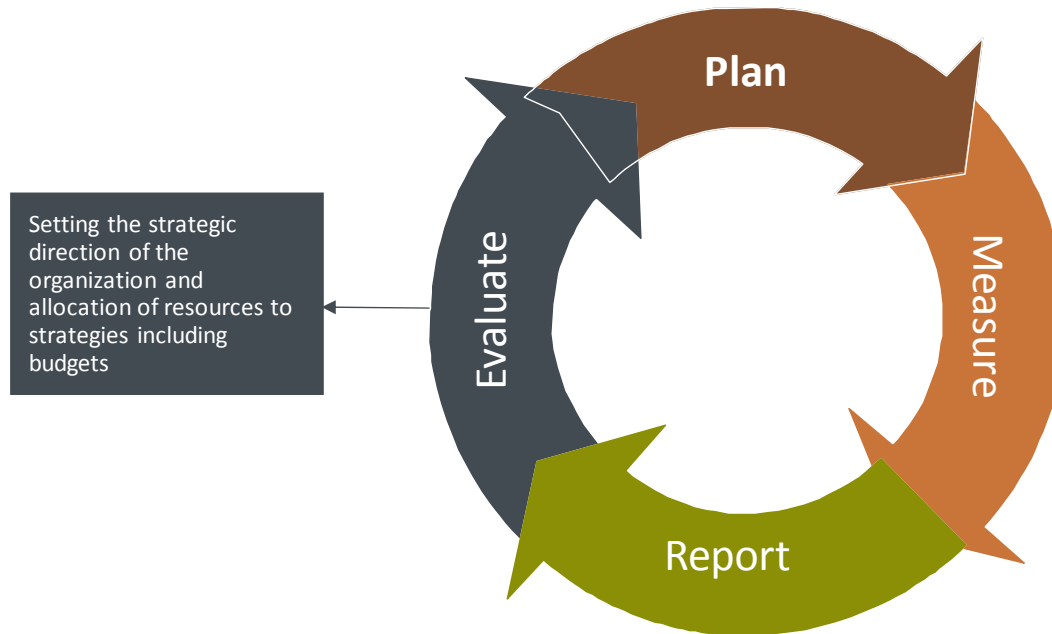 Plan
Setting the strategic
direction of the
organization and
allocation of resources to
strategies including
budgets
Evaluate
Measure
Report